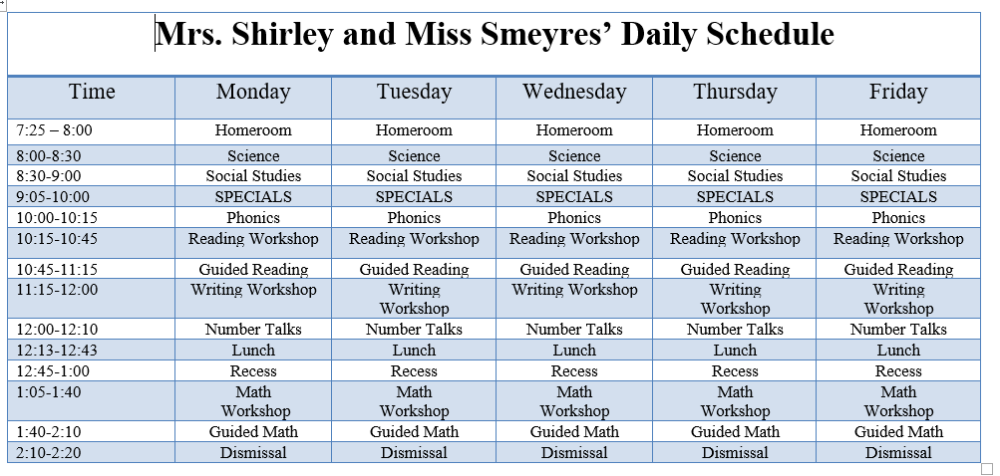 Mrs. Shirley and Miss Smeyres’ Daily Schedule
Time Monday Tuesday Wednesday Thursday Friday
7:25 – 8:00 Homeroom Homeroom Homeroom Homeroom Homeroom
8:00-8:30 Science Science Science Science Science
8:30-9:00 Social Studies Social Studies Social Studies Social Studies Social Studies
9:05-10:00 SPECIALS SPECIALS SPECIALS SPECIALS SPECIALS
10:00-10:15 Phonics Phonics Phonics Phonics Phonics
10:15-10:45 Reading Workshop Reading Workshop Reading Workshop Reading Workshop Reading Workshop
10:45-11:15 Guided Reading Guided Reading Guided Reading Guided Reading Guided Reading
11:15-12:00 Writing Workshop Writing Writing Workshop Writing Writing
Workshop Workshop Workshop
12:00-12:10 Number Talks Number Talks Number Talks Number Talks Number Talks
12:13-12:43 Lunch Lunch Lunch Lunch Lunch
12:45-1:00 Recess Recess Recess Recess Recess
1:05-1:40 Math Math Math Math Math
Workshop Workshop Workshop Workshop Workshop
1:40-2:10 Guided Math Guided Math Guided Math Guided Math Guided Math
2:10-2:20 Dismissal Dismissal Dismissal Dismissal Dismissal